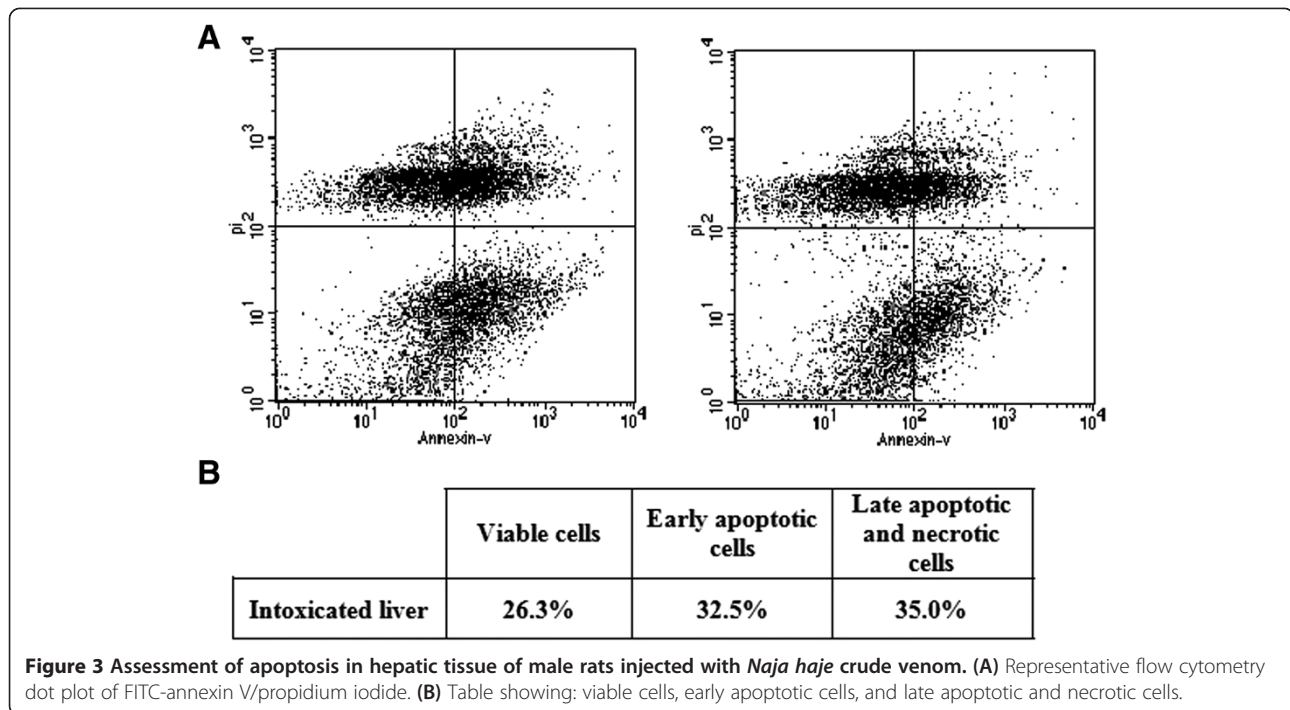 A
10^4
10^3
10^2
10^1
10^0
pi
10^0 10^1 10^2 10^3 10^4
Annexin-v
10^4
10^3
10^2
10^1
10^0
pi
10^0 10^1 10^2 10^3 10^4
Annexin-v
B
Viable cells
Early apoptotic
cells
Late apoptotic
and necrotic
cells
Intoxicated liver 26.3% 32.5% 35.0%
Figure 3 Assessment of apoptosis in hepatic tissue of male rats injected with Naja haje crude venom. (A) Representative flow cytometry
dot plot of FITC-annexin V/propidium iodide. (B) Table showing: viable cells, early apoptotic cells, and late apoptotic and necrotic cells.